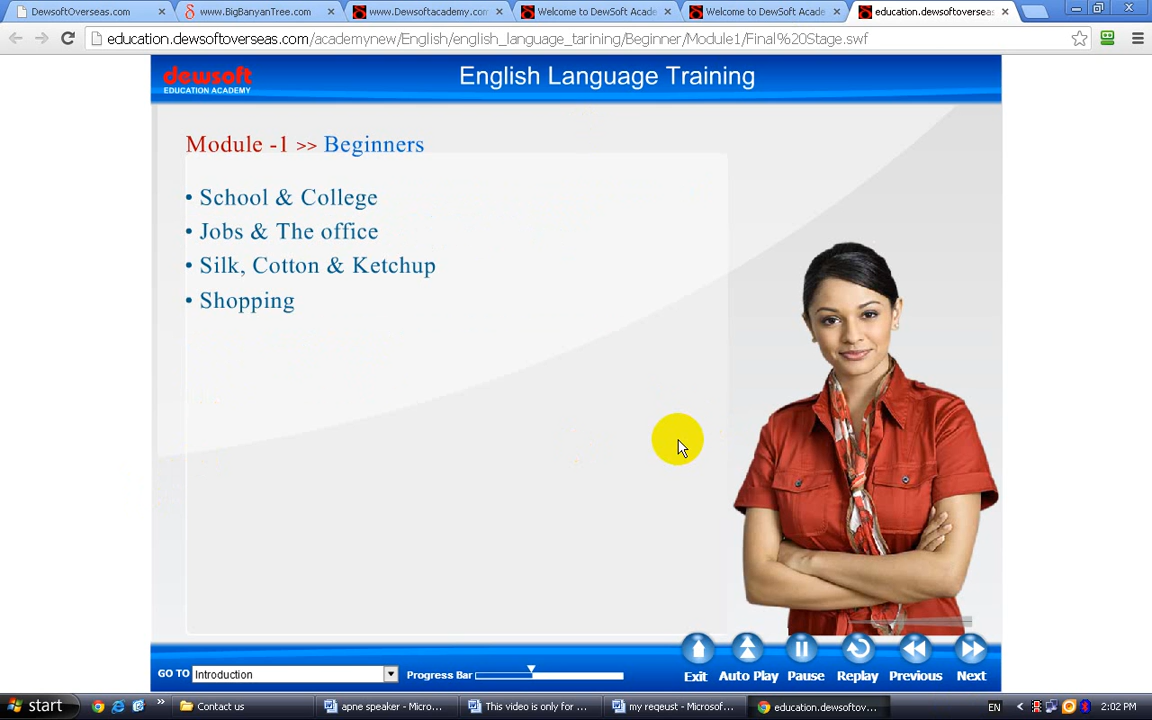 DewsoftOverseas.com
www.BigBanyanTree.com
www.Dewsoftacademy.com
Welcome to DewSoft Acade
Welcome to DewSoft Acade
education.dewsoftoverseas
education.dewsoftoverseas.com/academynew/English/english_language_tarining/Beginner/Module1/Final%20Stage.swf
dewsoft
EDUCATION ACADEMY
English Language Training
Module -1 >> Beginners
• School & College
• Jobs & The office
• Silk, Cotton & Ketchup
• Shopping
GO TO Introduction
Progress Bar
Exit
Auto Play
Pause
Replay
Previous
Next
start
Contact us
apne speaker - Micro...
This video is only for ...
my reqeust - Microsof...
education.dewsoftov...
EN
2:02 PM